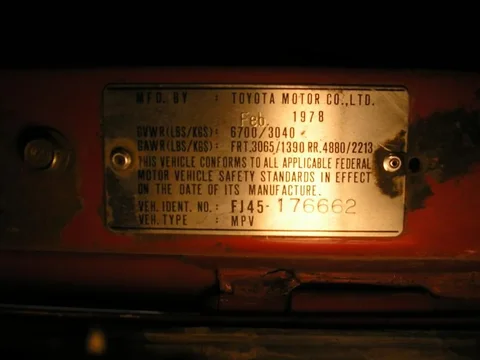 MFD. BY : TOYOTA MOTOR CO.,LTD.
Feb. 1978
GVWR(LBS/KGS): 6700/3040
GAWR(LBS/KGS): FRT.3065/1390 RR.4880/2213
THIS VEHICLE CONFORMS TO ALL APPLICABLE FEDERAL
MOTOR VEHICLE SAFETY STANDARDS IN EFFECT
ON THE DATE OF ITS MANUFACTURE.
VEH. IDENT. NO.: FJ45-176662
VEH. TYPE : MPV